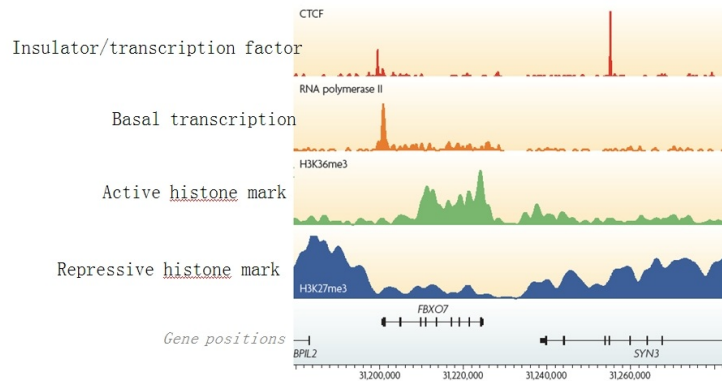 CTCF
Insulator/transcription factor
RNA polymerase II
Basal transcription
H3K36me3
Active histone mark
Repressive histone mark
H3K27me3
FBXO7
Gene positions
BPIL2
SYN3
31,200,000 31,220,000 31,240,000 31,260,000